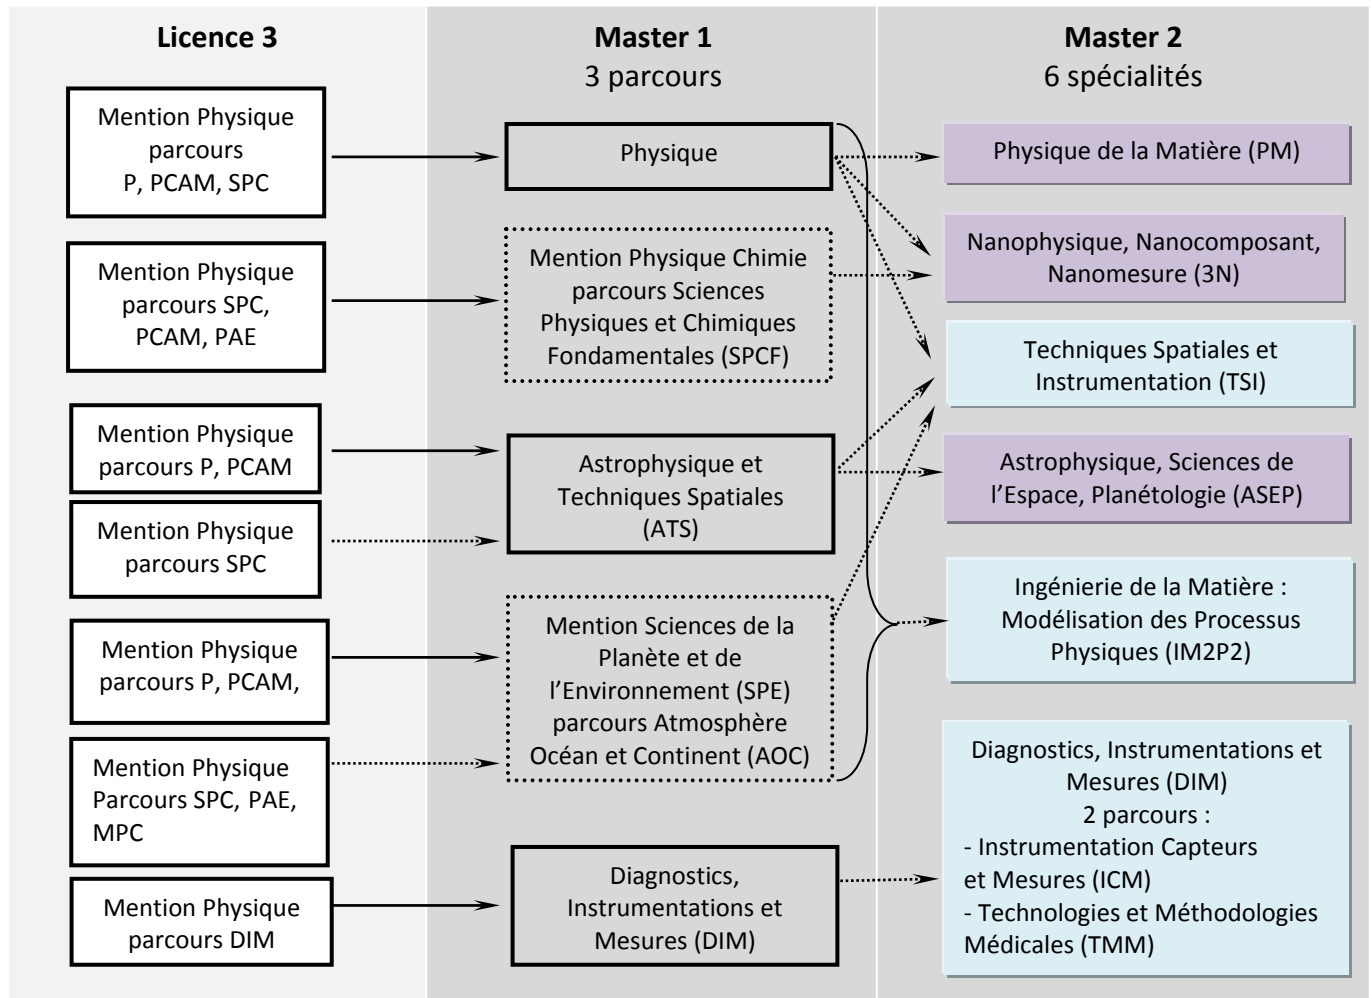 Licence 3
Mention Physique
parcours
P, PCAM, SPC
Mention Physique
parcours SPC,
PCAM, PAE
Mention Physique
parcours P, PCAM
Mention Physique
parcours SPC
Mention Physique
parcours P, PCAM,
Mention Physique
Parcours SPC, PAE,
MPC
Mention Physique
parcours DIM
Master 1
3 parcours
Physique
Mention Physique Chimie
parcours Sciences
Physiques et Chimiques
Fondamentales (SPCF)
Astrophysique et
Techniques Spatiales
(ATS)
Mention Sciences de la
Planète et de
l’Environnement (SPE)
parcours Atmosphère
Océan et Continent (AOC)
Diagnostics,
Instrumentations et
Mesures (DIM)
Master 2
6 spécialités
Physique de la Matière (PM)
Nanophysique, Nanocomposant,
Nanomesure (3N)
Techniques Spatiales et
Instrumentation (TSI)
Astrophysique, Sciences de
l’Espace, Planétologie (ASEP)
Ingénierie de la Matière :
Modélisation des Processus
Physiques (IM2P2)
Diagnostics, Instrumentations et
Mesures (DIM)
2 parcours :
- Instrumentation Capteurs
et Mesures (ICM)
- Technologies et Méthodologies
Médicales (TMM)